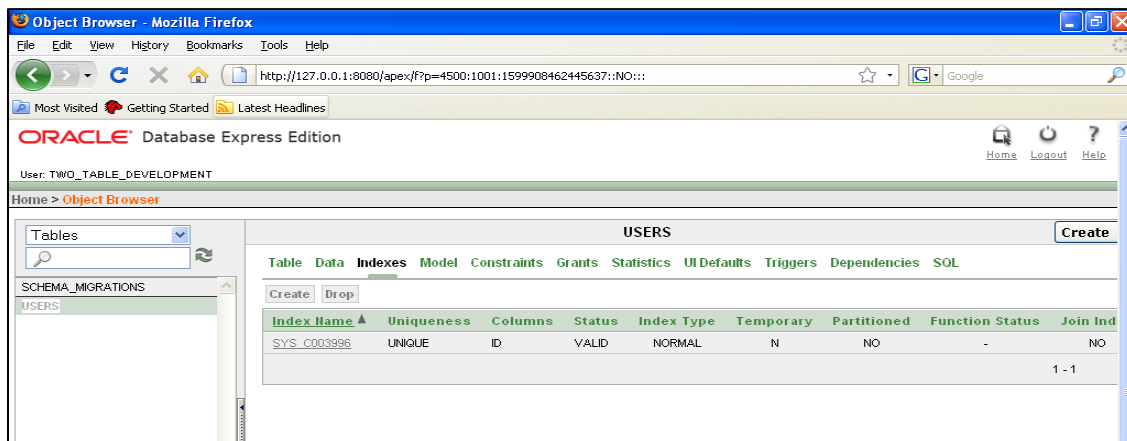 Object Browser - Mozilla Firefox
File Edit View History Bookmarks Tools Help
http://127.0.0.1:8080/apex/f?p=4500:1001:1599908462445637::NO::: G Google
Most Visited Getting Started Latest Headlines
ORACLE Database Express Edition
Home Logout Help
User: TWO_TABLE_DEVELOPMENT
Home > Object Browser
Tables
USERS
Create
Table Data Indexes Model Constraints Grants Statistics UI Defaults Triggers Dependencies SQL
SCHEMA_MIGRATIONS
USERS
Create Drop
Index Name Uniqueness Columns Status Index Type Temporary Partitioned Function Status Join Ind
SYS_C003996 UNIQUE ID VALID NORMAL N NO - NO
1 - 1